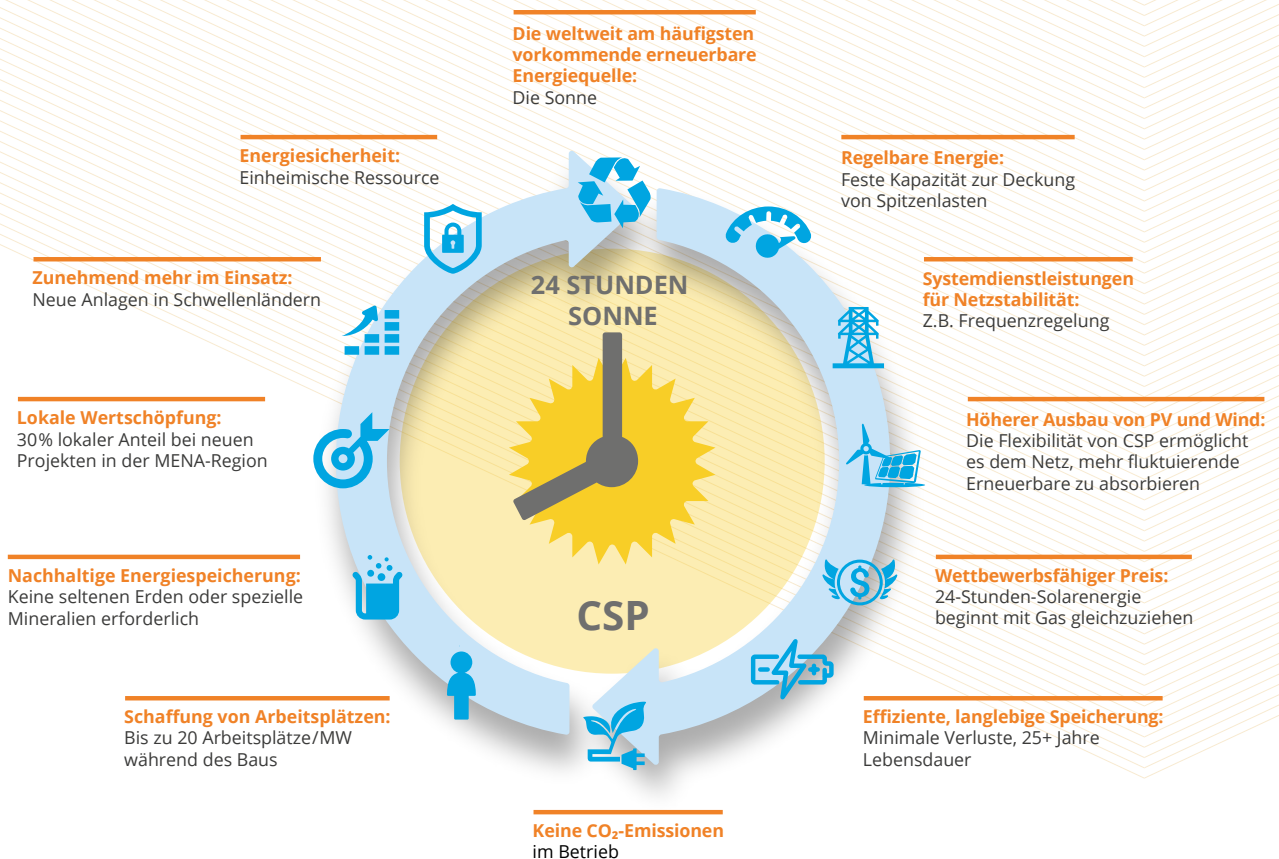 Die weltweit am häufigsten
vorkommende erneuerbare
Energiequelle:
Die Sonne
Regelbare Energie:
Feste Kapazität zur Deckung
von Spitzenlasten
Systemdienstleistungen
für Netzstabilität:
Z.B. Frequenzregelung
Höherer Ausbau von PV und Wind:
Die Flexibilität von CSP ermöglicht
es dem Netz, mehr fluktuierende
Erneuerbare zu absorbieren
Wettbewerbsfähiger Preis:
24-Stunden-Solarenergie
beginnt mit Gas gleichzuziehen
Effiziente, langlebige Speicherung:
Minimale Verluste, 25+ Jahre
Lebensdauer
Keine CO₂-Emissionen
im Betrieb
Schaffung von Arbeitsplätzen:
Bis zu 20 Arbeitsplätze/MW
während des Baus
Nachhaltige Energiespeicherung:
Keine seltenen Erden oder spezielle
Mineralien erforderlich
Lokale Wertschöpfung:
30% lokaler Anteil bei neuen
Projekten in der MENA-Region
Zunehmend mehr im Einsatz:
Neue Anlagen in Schwellenländern
Energiesicherheit:
Einheimische Ressource
24 STUNDEN
SONNE
CSP
$